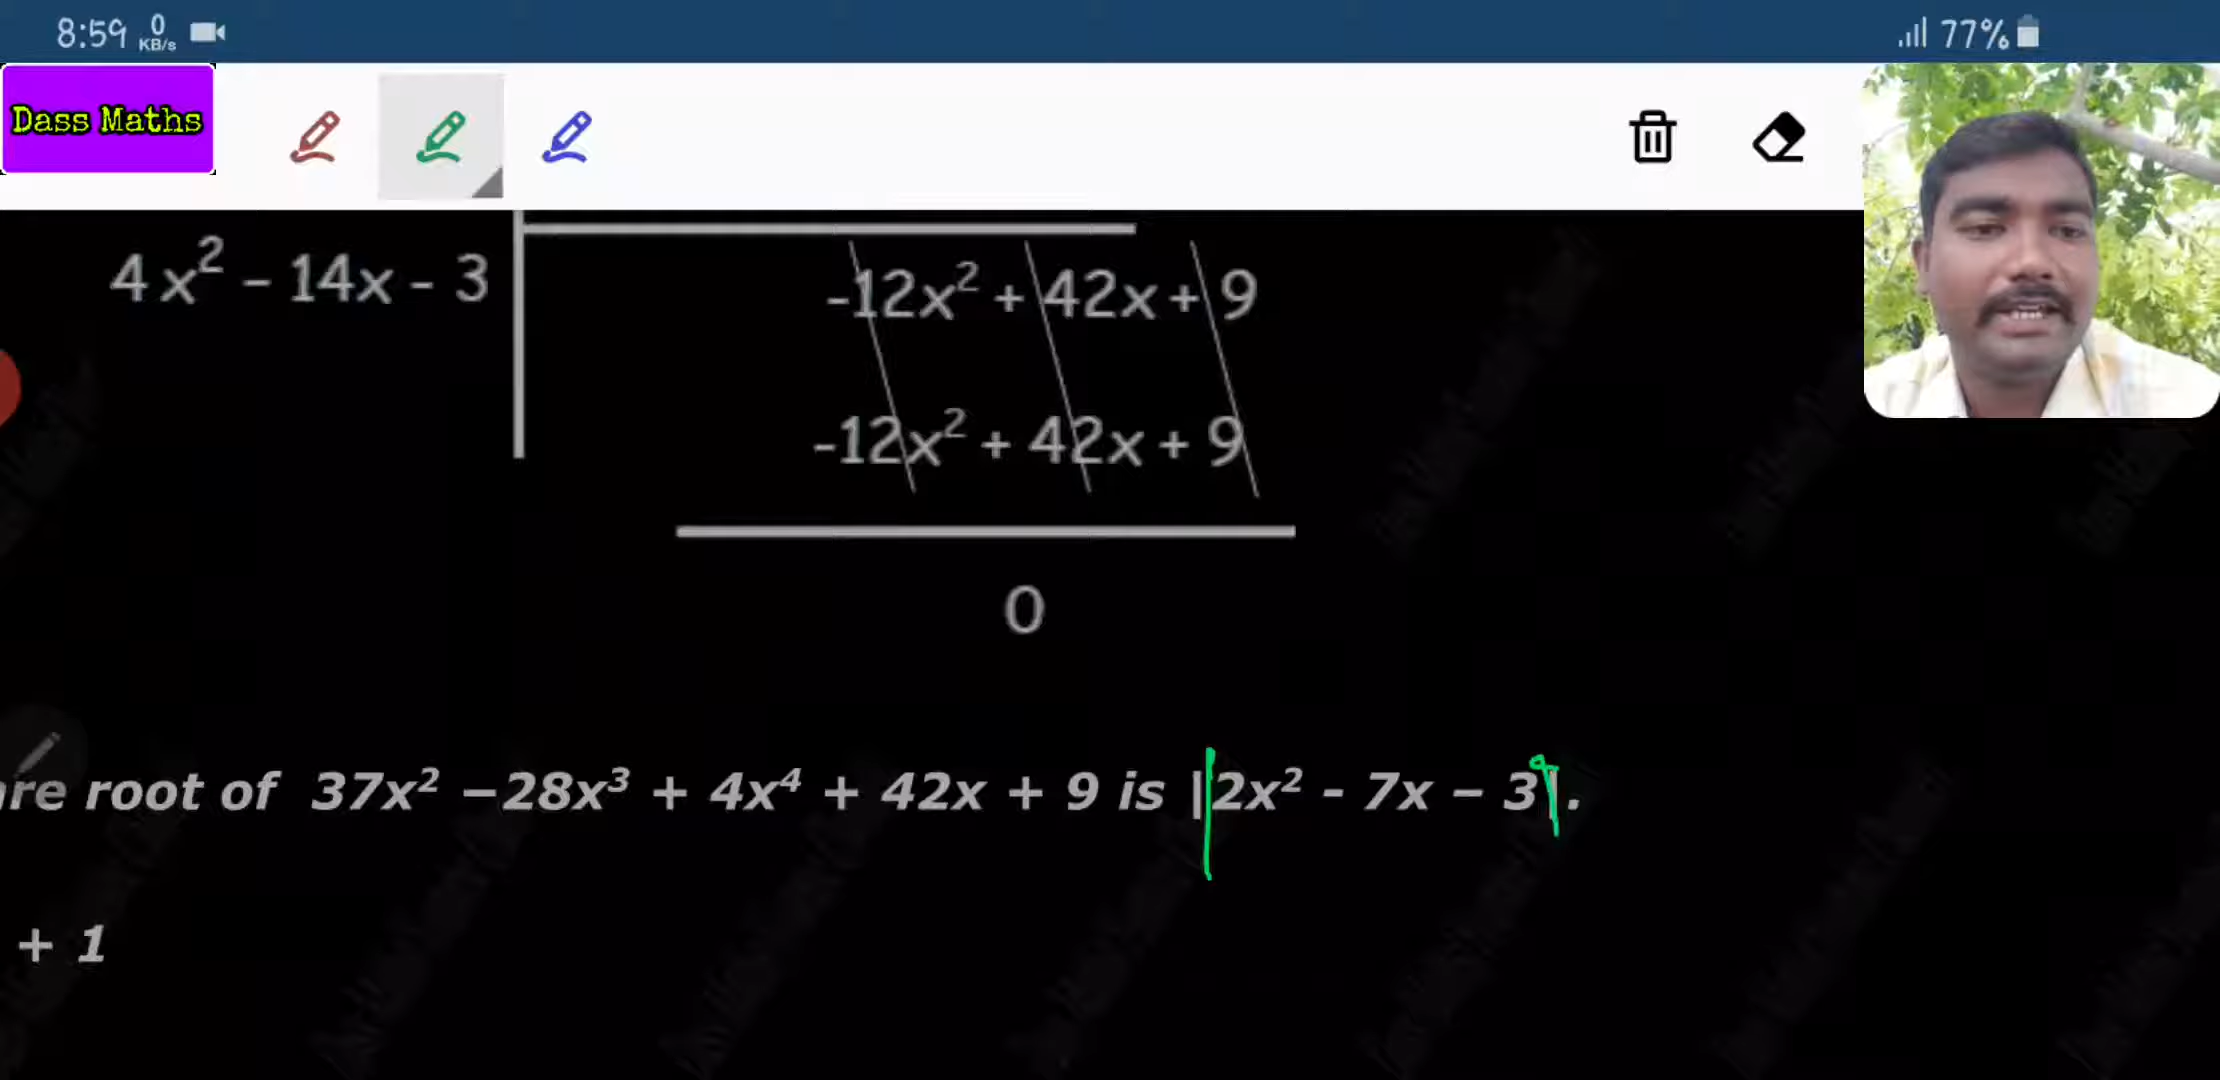 8:59 0 KB/s 77%
Dass Maths
4x² - 14x - 3 -12x² + 42x + 9
-12x² + 42x + 9
0
are root of 37x² −28x³ + 4x⁴ + 42x + 9 is |2x² - 7x − 3|.
+ 1